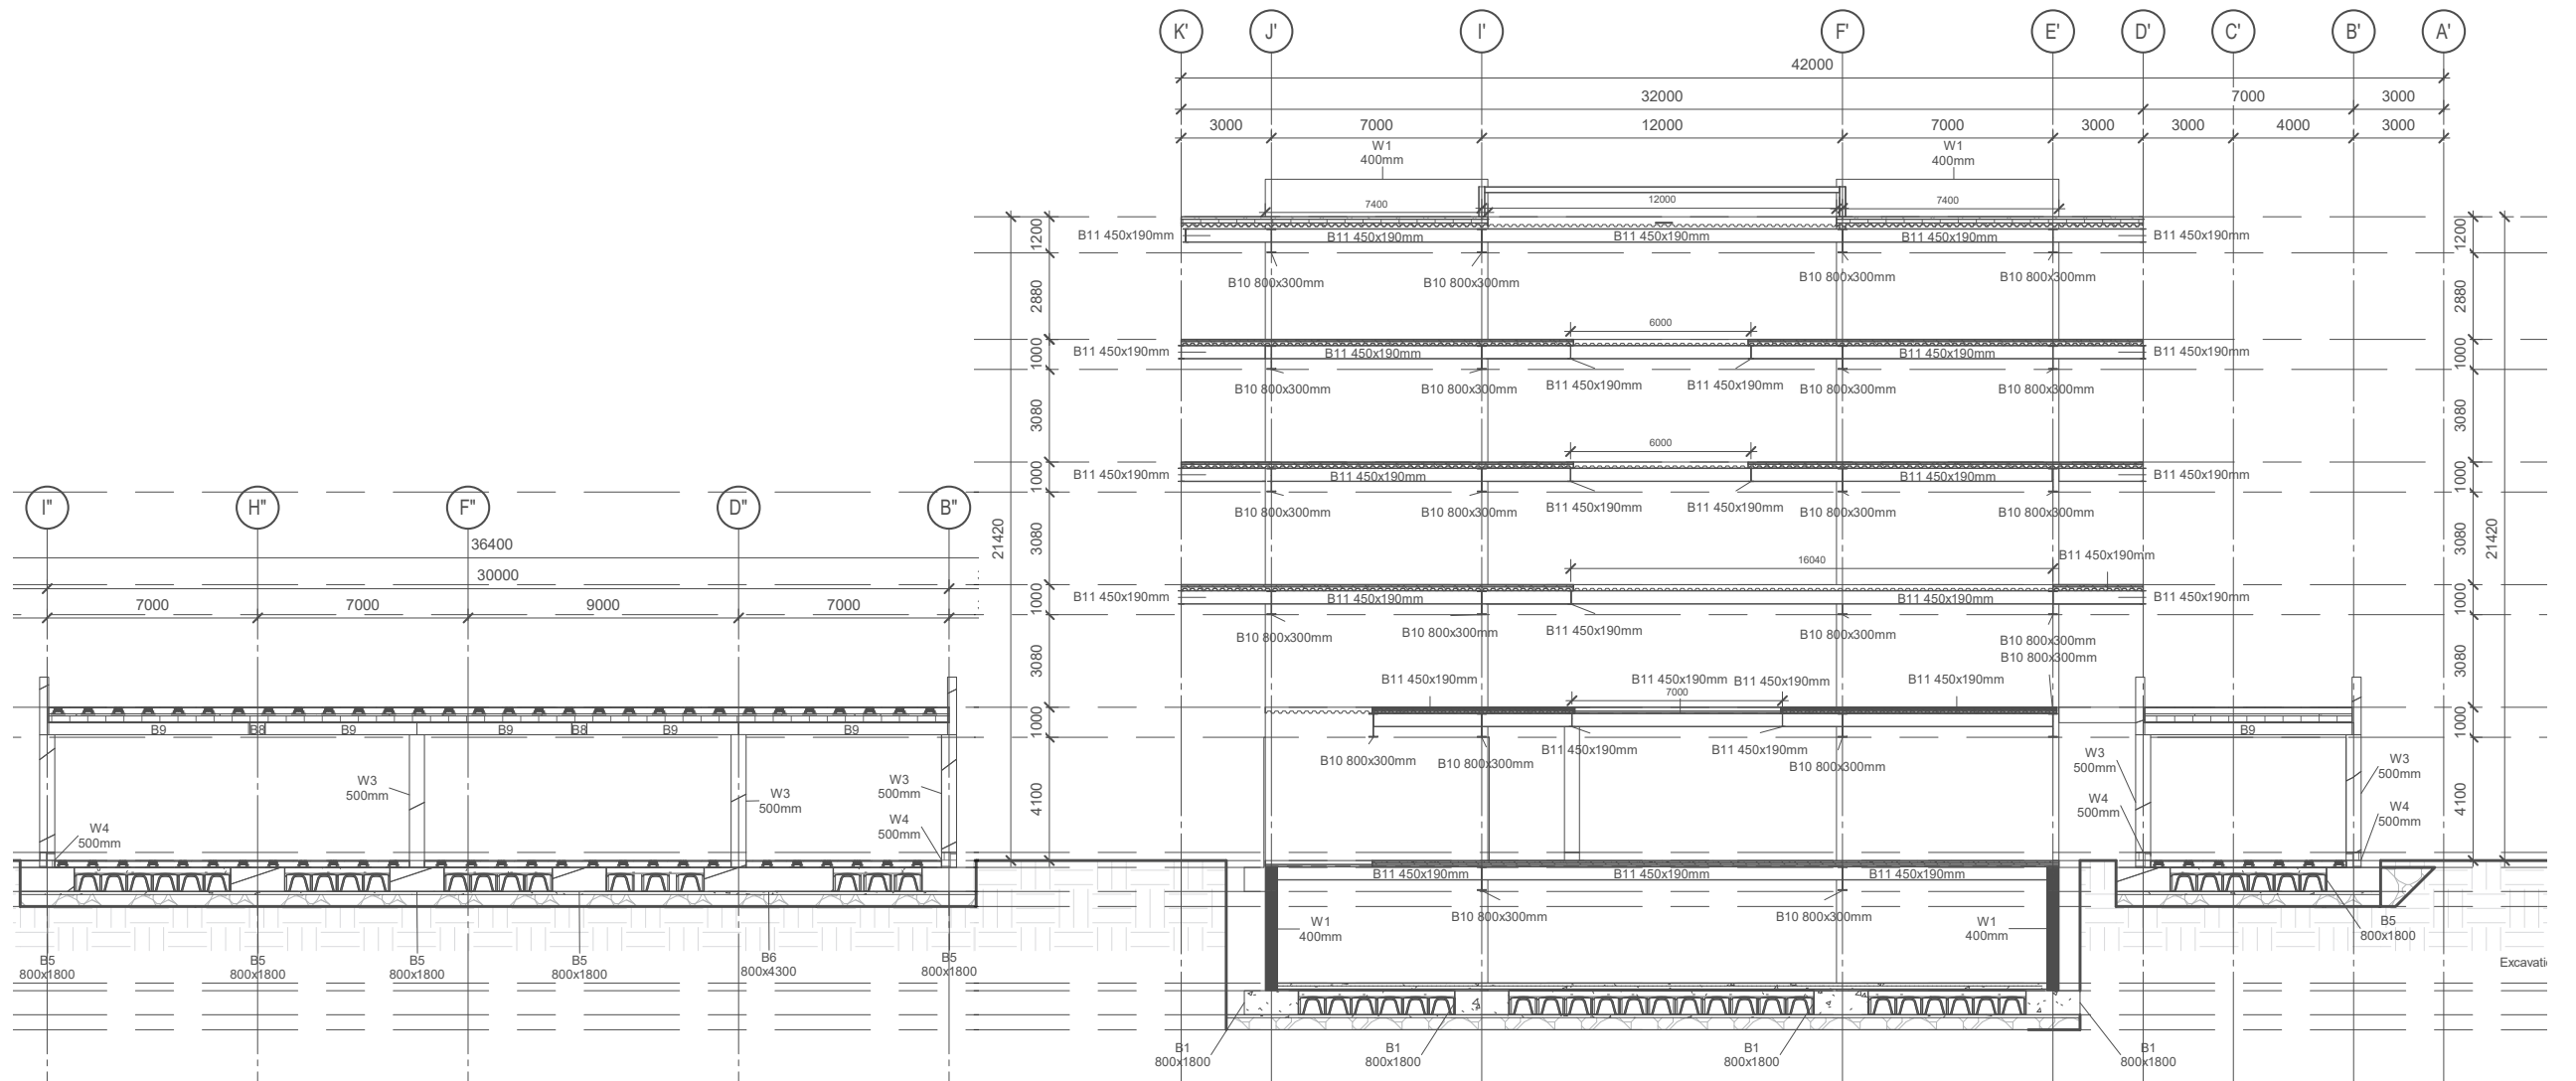 K' J' I' F' E' D' C' B' A'
42000
32000 7000 3000
3000 7000 12000 7000 3000 3000 4000 3000
W1 W1
400mm 400mm
7400 12000 7400
1200 B11 450x190mm B11 450x190mm B11 450x190mm B11 450x190mm B11 450x190mm 1200
B10 800x300mm B10 800x300mm B10 800x300mm B10 800x300mm
2880 2880
6000
1000 B11 450x190mm B11 450x190mm B11 450x190mm B11 450x190mm 1000
B10 800x300mm B10 800x300mm B11 450x190mm B11 450x190mm B10 800x300mm B10 800x300mm
3080 3080
6000
1000 B11 450x190mm B11 450x190mm B11 450x190mm B11 450x190mm 1000
B10 800x300mm B10 800x300mm B11 450x190mm B11 450x190mm B10 800x300mm B10 800x300mm
I" H" F" D" B"
36400
21420 3080 3080 21420
30000
16040 B11 450x190mm
7000 7000 9000 7000
1000 B11 450x190mm B11 450x190mm B11 450x190mm B11 450x190mm 1000
B10 800x300mm B10 800x300mm B11 450x190mm B10 800x300mm B10 800x300mm
B10 800x300mm
3080 3080
B11 450x190mm B11 450x190mm B11 450x190mm B11 450x190mm
7000
1000 1000
B9 B8 B9 B9 B8 B9 B9 B9
B10 800x300mm B10 800x300mm B11 450x190mm B11 450x190mm B10 800x300mm
W3 W3 W3 W3 W3
500mm 500mm 500mm 500mm 500mm
4100 4100
W4 W4 W4 W4
500mm 500mm 500mm 500mm
B11 450x190mm B11 450x190mm B11 450x190mm
B10 800x300mm B10 800x300mm
W1 W1
400mm 400mm
B5
800x1800
B5 B5 B5 B5 B6 B5
800x1800 800x1800 800x1800 800x1800 800x4300 800x1800
B1 B1 B1 B1
800x1800 800x1800 800x1800 800x1800